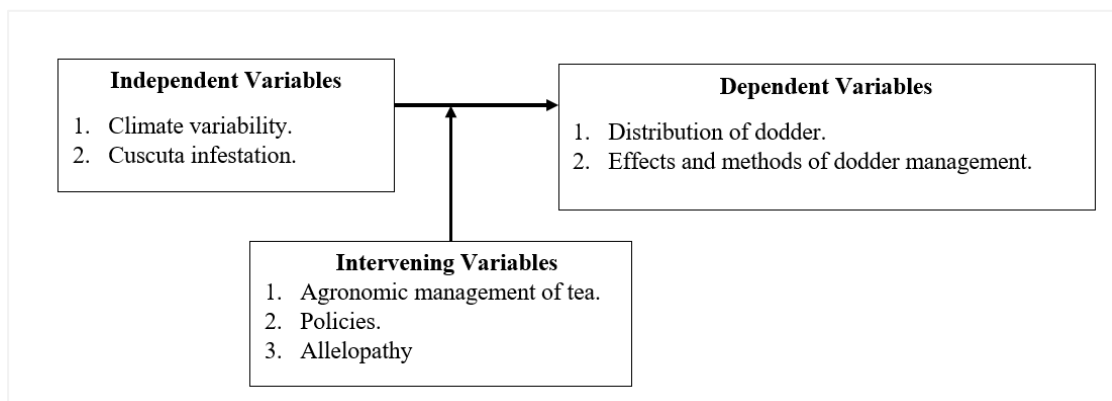 Independent Variables
1. Climate variability.
2. Cuscuta infestation.
Dependent Variables
1. Distribution of dodder.
2. Effects and methods of dodder management.
Intervening Variables
1. Agronomic management of tea.
2. Policies.
3. Allelopathy